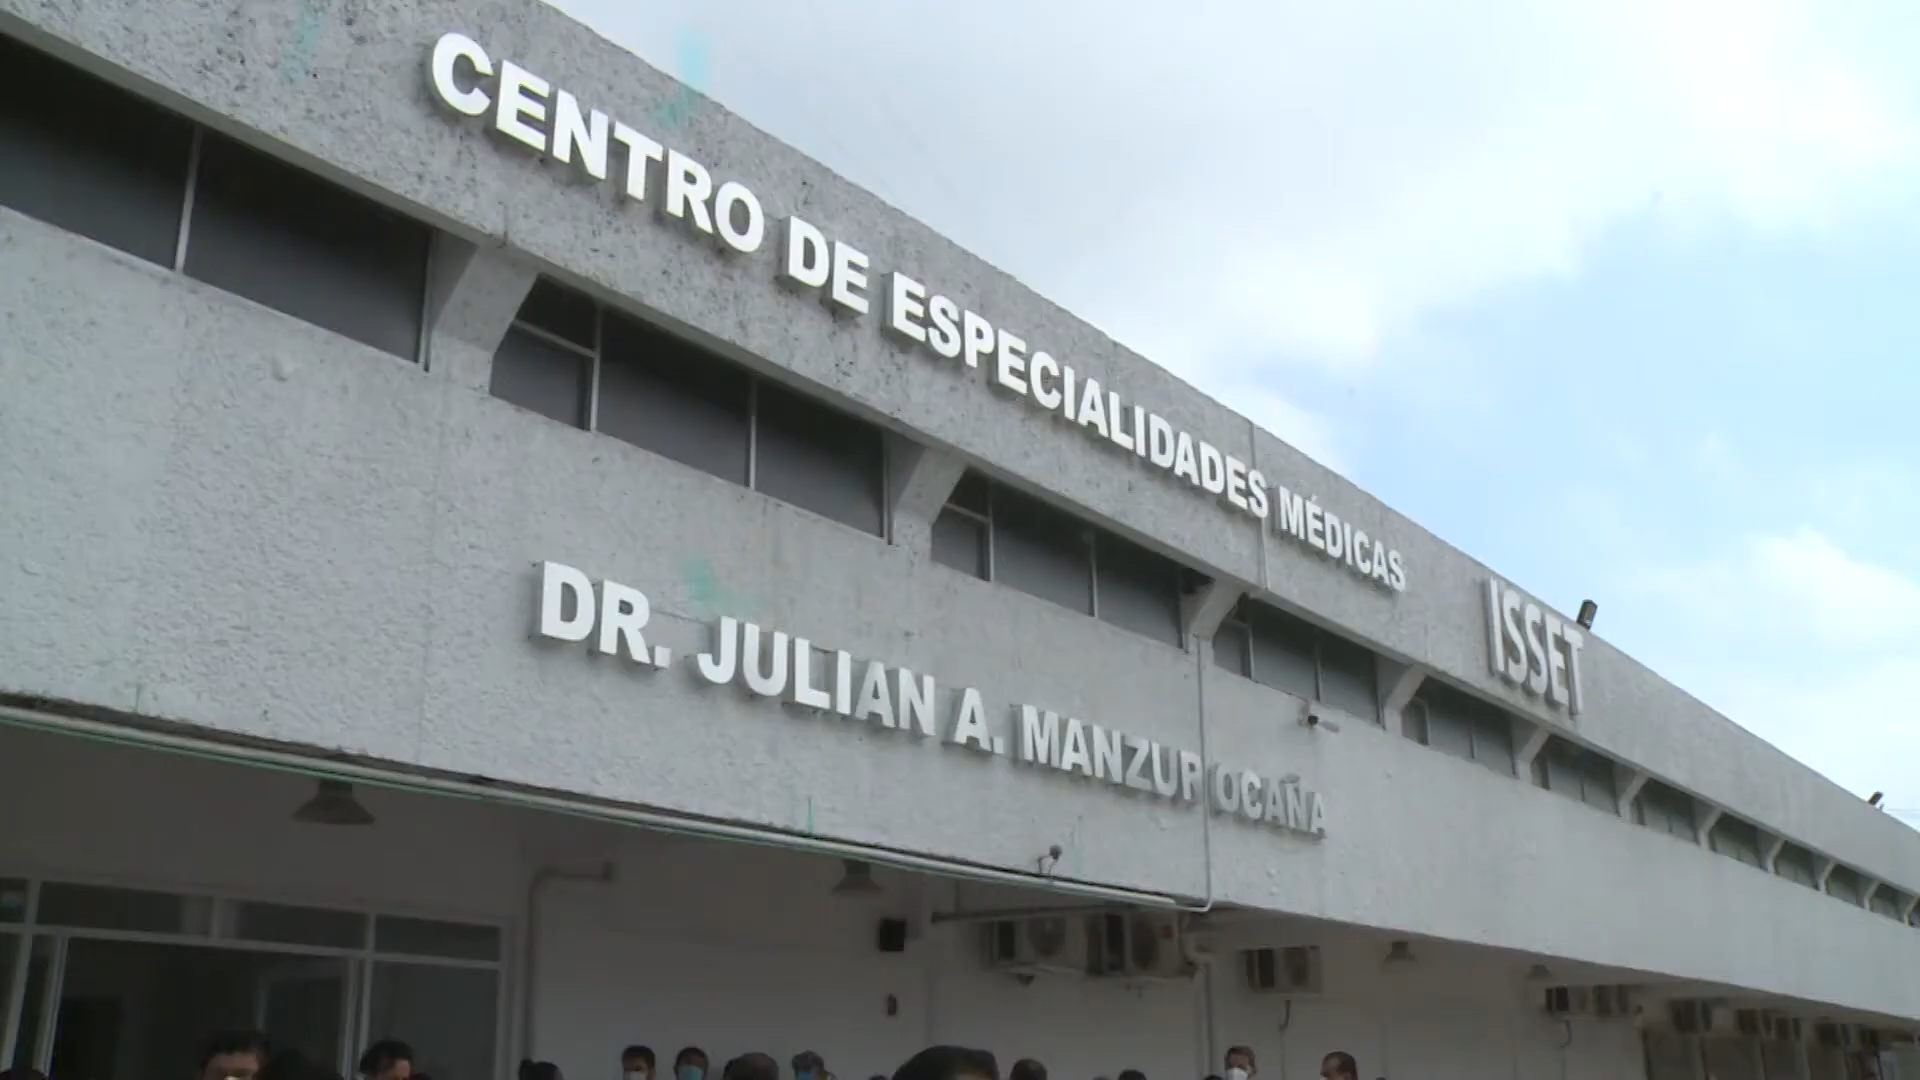 CENTRO DE ESPECIALIDADES MÉDICAS
ISSET
DR. JULIAN A. MANZUR OCAÑA